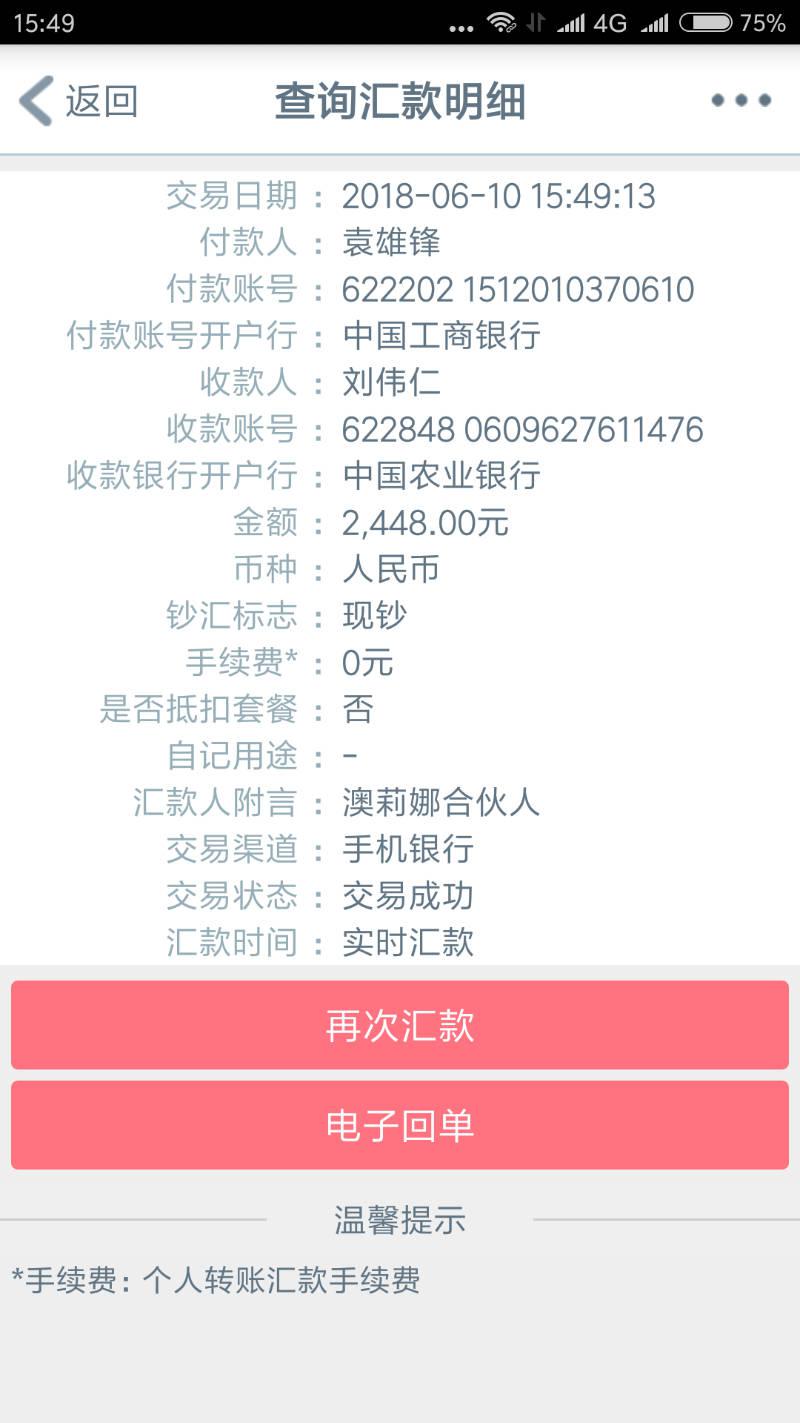 15:49 ... 4G 75%
返回 查询汇款明细
交易日期 : 2018-06-10 15:49:13
付款人 : 袁雄锋
付款账号 : 622202 1512010370610
付款账号开户行 : 中国工商银行
收款人 : 刘伟仁
收款账号 : 622848 0609627611476
收款银行开户行 : 中国农业银行
金额 : 2,448.00元
币种 : 人民币
钞汇标志 : 现钞
手续费* : 0元
是否抵扣套餐 : 否
自记用途 : -
汇款人附言 : 澳莉娜合伙人
交易渠道 : 手机银行
交易状态 : 交易成功
汇款时间 : 实时汇款
再次汇款
电子回单
温馨提示
*手续费: 个人转账汇款手续费